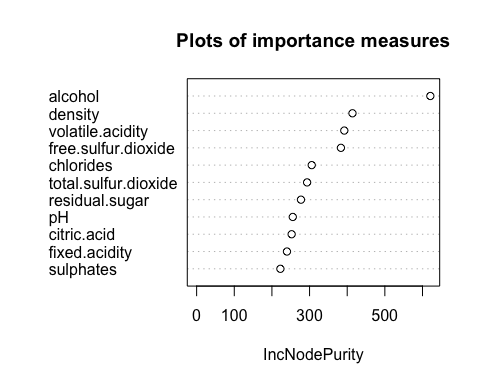 Plots of importance measures
alcohol
density
volatile.acidity
free.sulfur.dioxide
chlorides
total.sulfur.dioxide
residual.sugar
pH
citric.acid
fixed.acidity
sulphates
0 100 300 500
IncNodePurity